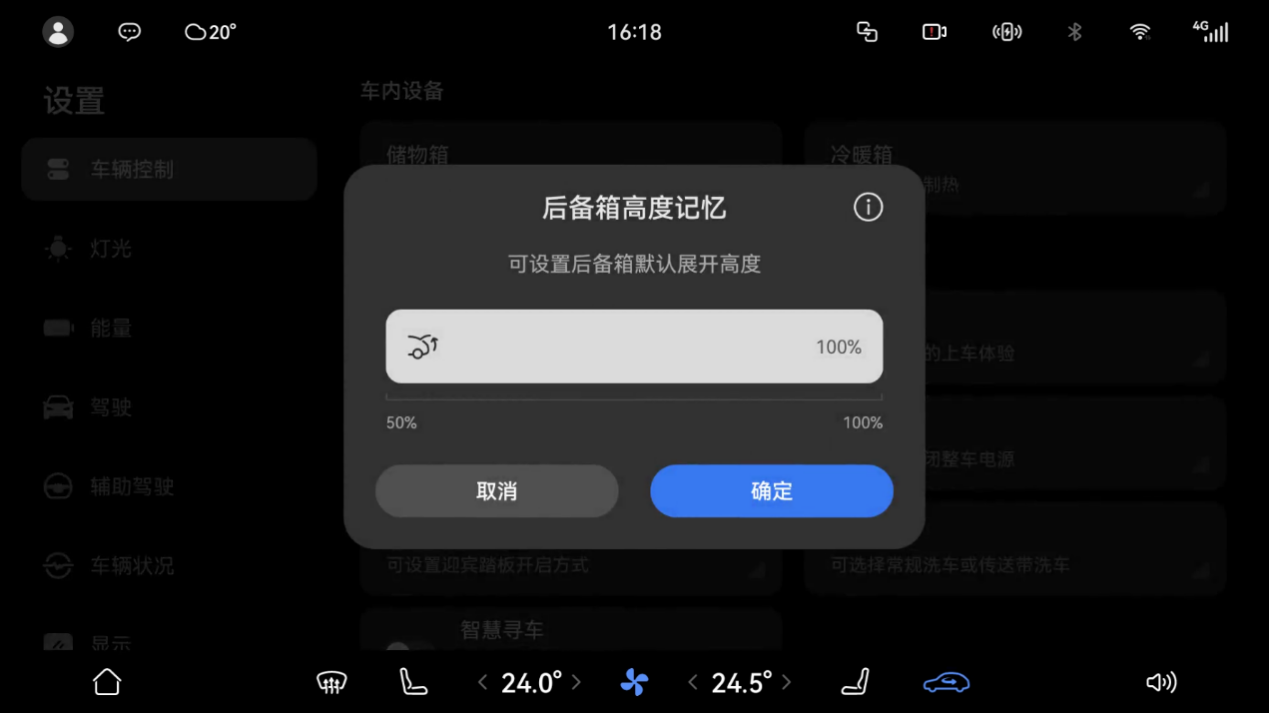 20°
16:18
4G
设置
车内设备
车辆控制
储物箱
冷暖箱
制热
后备箱高度记忆
可设置后备箱默认展开高度
灯光
能量
100%
的上车体验
50%
100%
驾驶
闭整车电源
辅助驾驶
取消
确定
车辆状况
可设置迎宾踏板开启方式
可选择常规洗车或传送带洗车
显示
智慧寻车
24.0°
24.5°